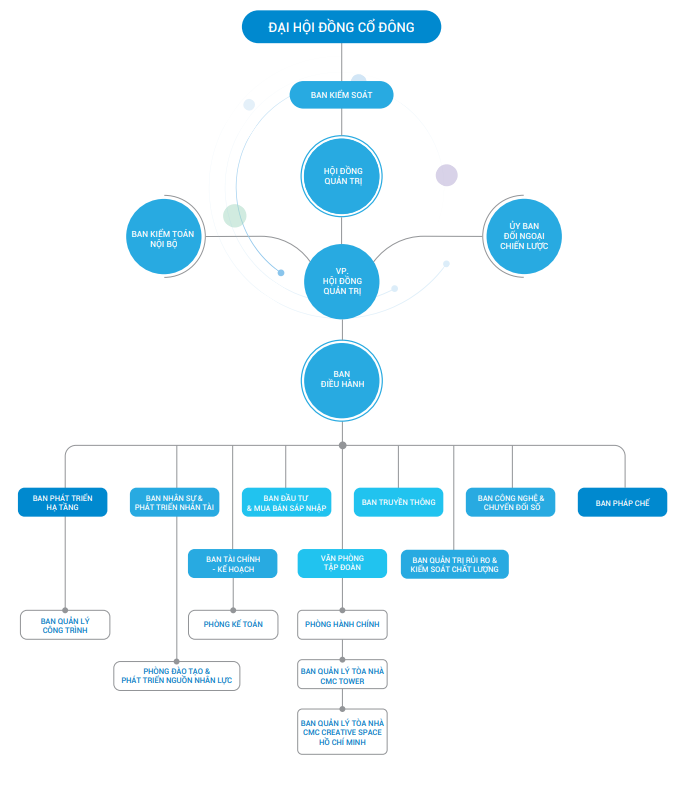 ĐẠI HỘI ĐỒNG CỔ ĐÔNG
BAN KIỂM SOÁT
HỘI ĐỒNG
QUẢN TRỊ
BAN KIỂM TOÁN
NỘI BỘ
ỦY BAN
ĐỐI NGOẠI
CHIẾN LƯỢC
VP.
HỘI ĐỒNG
QUẢN TRỊ
BAN
ĐIỀU HÀNH
BAN PHÁT TRIỂN
HẠ TẦNG
BAN NHÂN SỰ &
PHÁT TRIỂN NHÂN TÀI
BAN ĐẦU TƯ
& MUA BÁN SÁP NHẬP
BAN TRUYỀN THÔNG
BAN CÔNG NGHỆ &
CHUYỂN ĐỔI SỐ
BAN PHÁP CHẾ
BAN TÀI CHÍNH
- KẾ HOẠCH
VĂN PHÒNG
TẬP ĐOÀN
BAN QUẢN TRỊ RỦI RO &
KIỂM SOÁT CHẤT LƯỢNG
BAN QUẢN LÝ
CÔNG TRÌNH
PHÒNG KẾ TOÁN
PHÒNG HÀNH CHÍNH
PHÒNG ĐÀO TẠO &
PHÁT TRIỂN NGUỒN NHÂN LỰC
BAN QUẢN LÝ TÒA NHÀ
CMC TOWER
BAN QUẢN LÝ TÒA NHÀ
CMC CREATIVE SPACE
HỒ CHÍ MINH